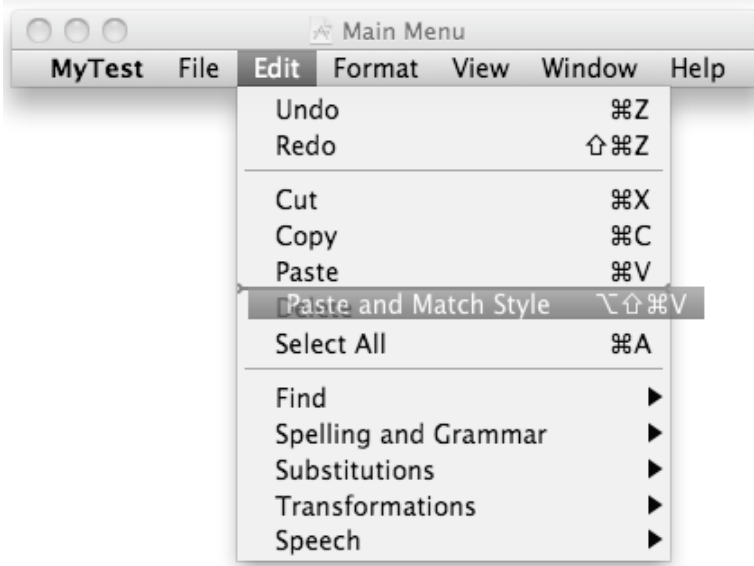 Main Menu
MyTest File Edit Format View Window Help
Undo ⌘Z
Redo ⇧⌘Z
Cut ⌘X
Copy ⌘C
Paste ⌘V
Paste and Match Style ⌥⇧⌘V
Delete
Select All ⌘A
Find ▶
Spelling and Grammar ▶
Substitutions ▶
Transformations ▶
Speech ▶